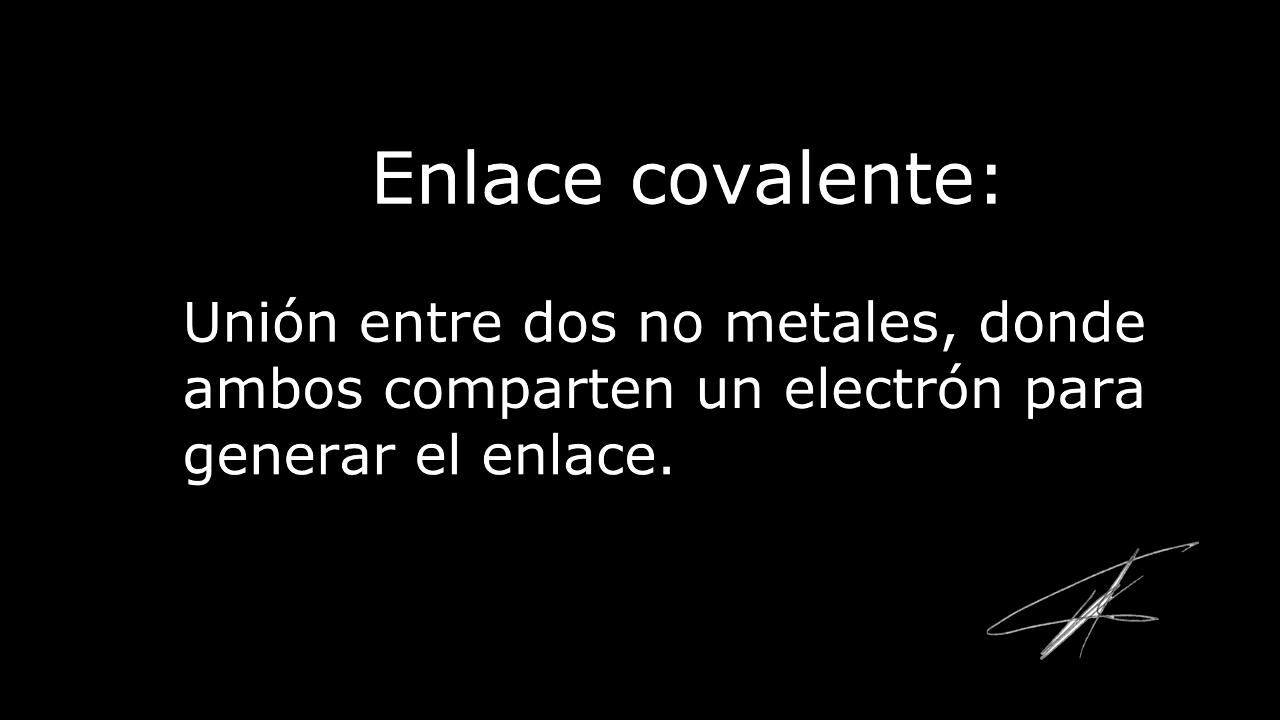 Enlace covalente:
Unión entre dos no metales, donde
ambos comparten un electrón para
generar el enlace.